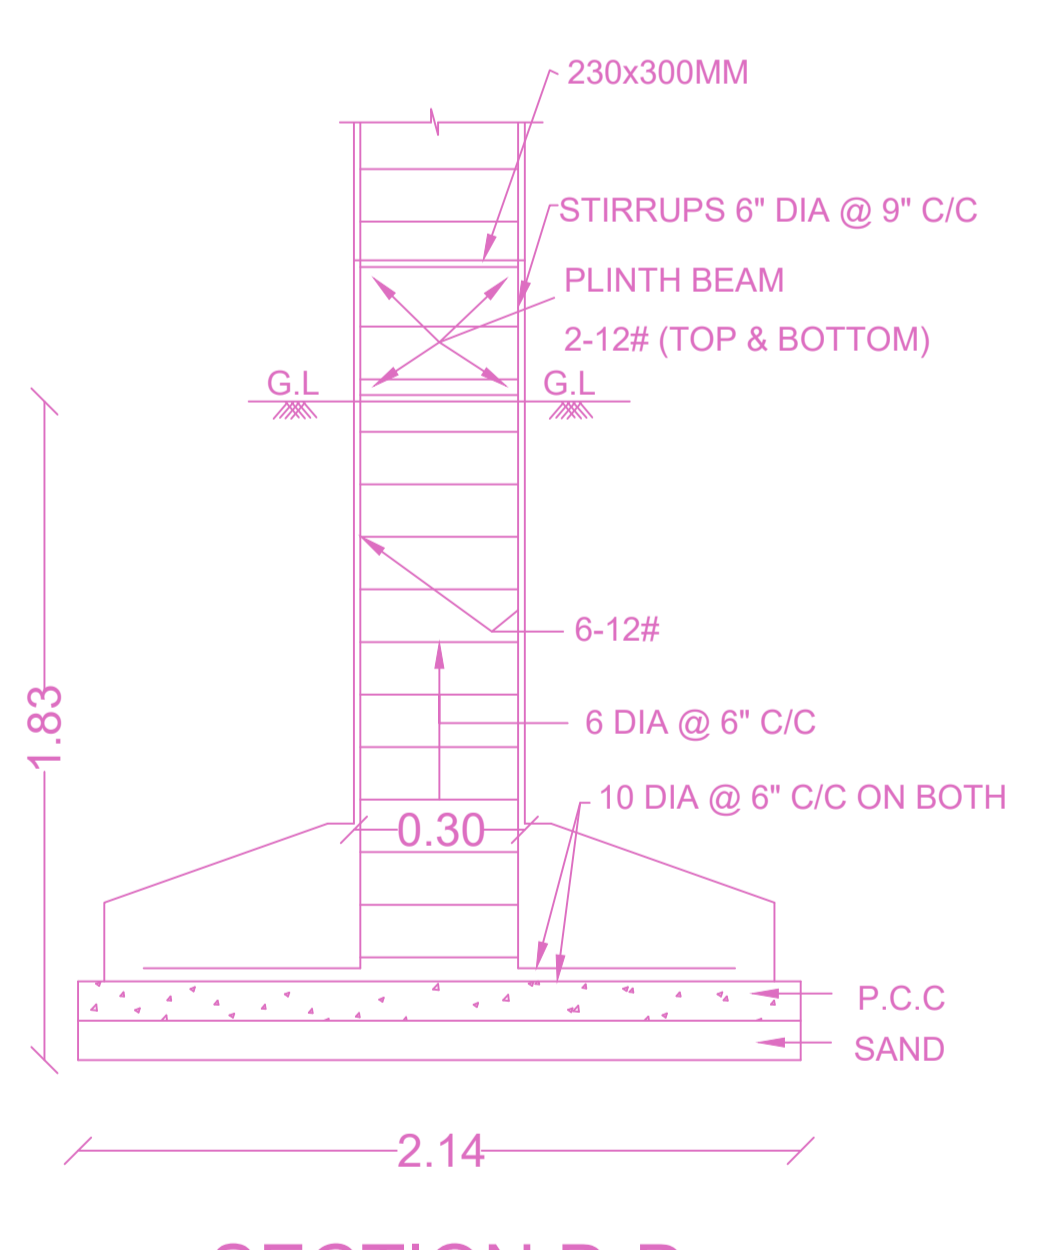 230x300MM
STIRRUPS 6" DIA @ 9" C/C
PLINTH BEAM
2-12# (TOP & BOTTOM)
G.L
G.L
6-12#
1.83
6 DIA @ 6" C/C
10 DIA @ 6" C/C ON BOTH
0.30
P.C.C
SAND
2.14
SECTION